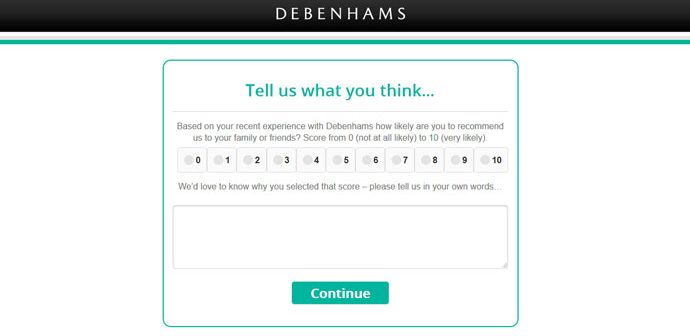 DEBENHAMS
Tell us what you think...
Based on your recent experience with Debenhams how likely are you to recommend
us to your family or friends? Score from 0 (not at all likely) to 10 (very likely).
0 1 2 3 4 5 6 7 8 9 10
We'd love to know why you selected that score – please tell us in your own words...
Continue